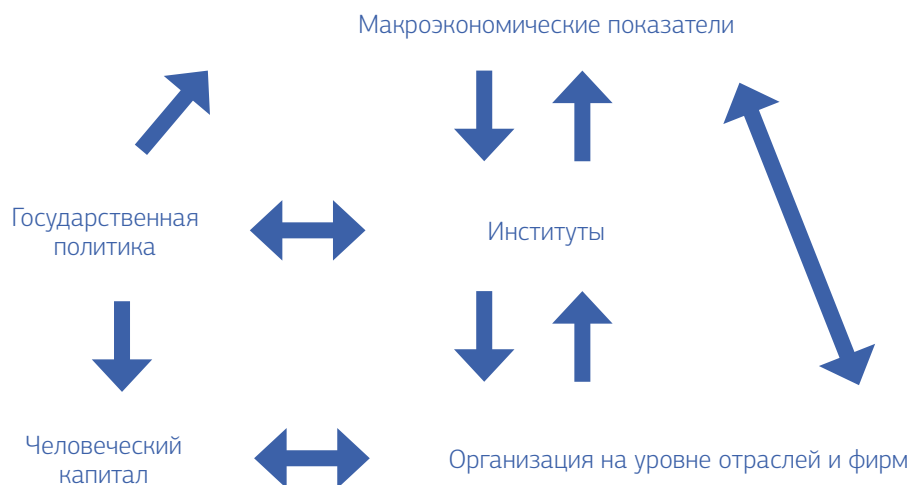 Макроэкономические показатели
Государственная
политика
Институты
Человеческий
капитал
Организация на уровне отраслей и фирм